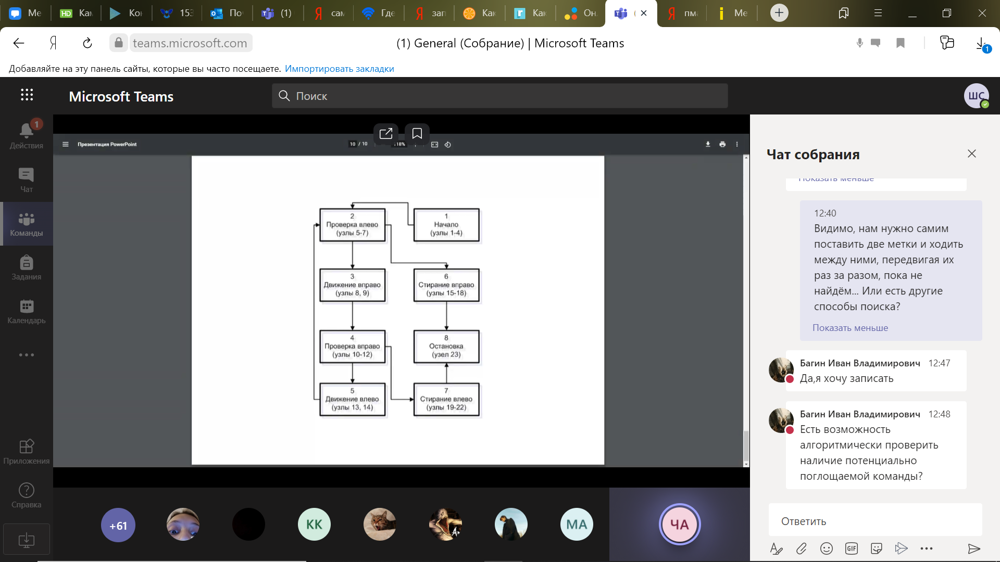 Ме
HD
Кам
Кон
153
По
(1)
сам
Где
зап
Как
Как
Он
пма
Ме
teams.microsoft.com
(1) General (Собрание) | Microsoft Teams
1
Добавляйте на эту панель сайты, которые вы часто посещаете. Импортировать закладки
Microsoft Teams
Поиск
ШС
1
Действия
Чат
Команды
Задания
Календарь
Приложения
Справка
Презентация PowerPoint
10 / 10
118%
2
Проверка влево
(узлы 5-7)
1
Начало
(узлы 1-4)
3
Движение вправо
(узлы 8, 9)
6
Стирание вправо
(узлы 15-18)
4
Проверка вправо
(узлы 10-12)
8
Остановка
(узел 23)
5
Движение влево
(узлы 13, 14)
7
Стирание влево
(узлы 19-22)
+61
КК
МА
ЧА
Чат собрания
Показать меньше
12:40
Видимо, нам нужно самим
поставить две метки и ходить
между ними, передвигая их
раз за разом, пока не
найдём... Или есть другие
способы поиска?
Показать меньше
Багин Иван Владимирович 12:47
Да,я хочу записать
Багин Иван Владимирович 12:48
Есть возможность
алгоритмически проверить
наличие потенциально
поглощаемой команды?
Ответить
GIF